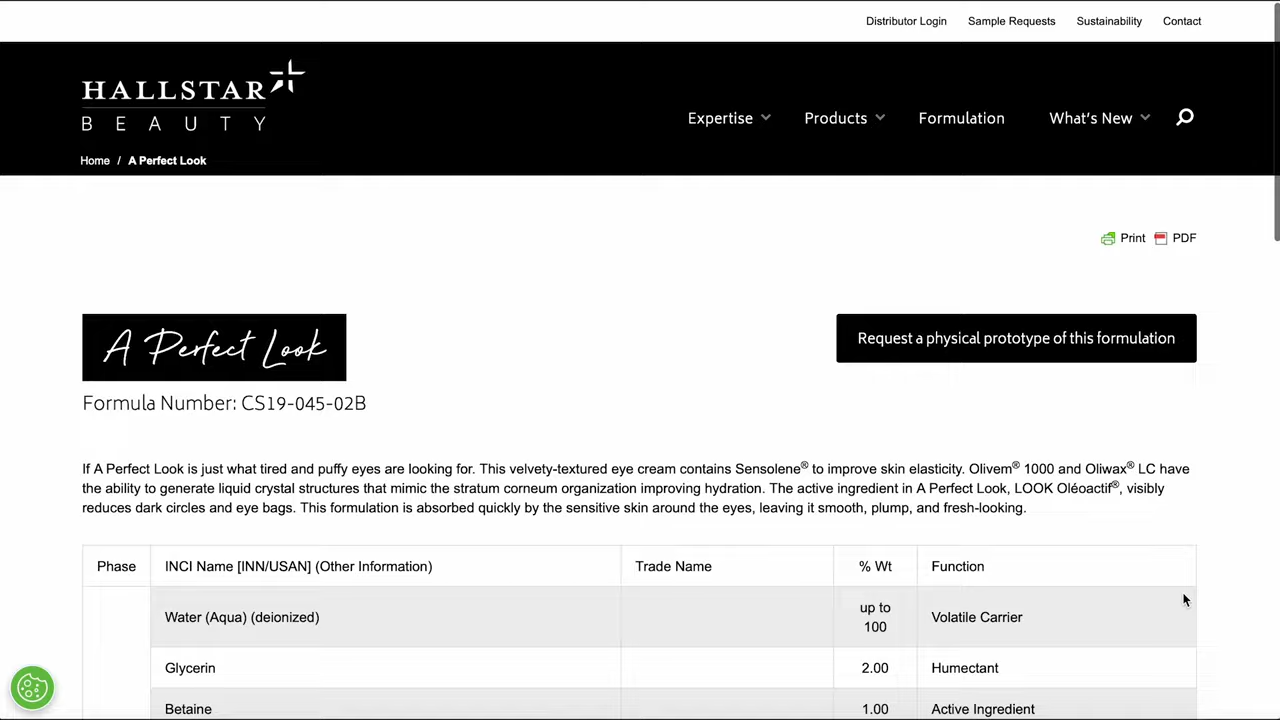 Distributor Login Sample Requests Sustainability Contact
HALLSTAR
BEAUTY
Expertise Products Formulation What's New
Home / A Perfect Look
Print PDF
A Perfect Look
Request a physical prototype of this formulation
Formula Number: CS19-045-02B
If A Perfect Look is just what tired and puffy eyes are looking for. This velvety-textured eye cream contains Sensolene® to improve skin elasticity. Olivem® 1000 and Oliwax® LC have
the ability to generate liquid crystal structures that mimic the stratum corneum organization improving hydration. The active ingredient in A Perfect Look, LOOK Oléoactif®, visibly
reduces dark circles and eye bags. This formulation is absorbed quickly by the sensitive skin around the eyes, leaving it smooth, plump, and fresh-looking.
Phase INCI Name [INN/USAN] (Other Information) Trade Name % Wt Function
Water (Aqua) (deionized) up to 100 Volatile Carrier
Glycerin 2.00 Humectant
Betaine 1.00 Active Ingredient